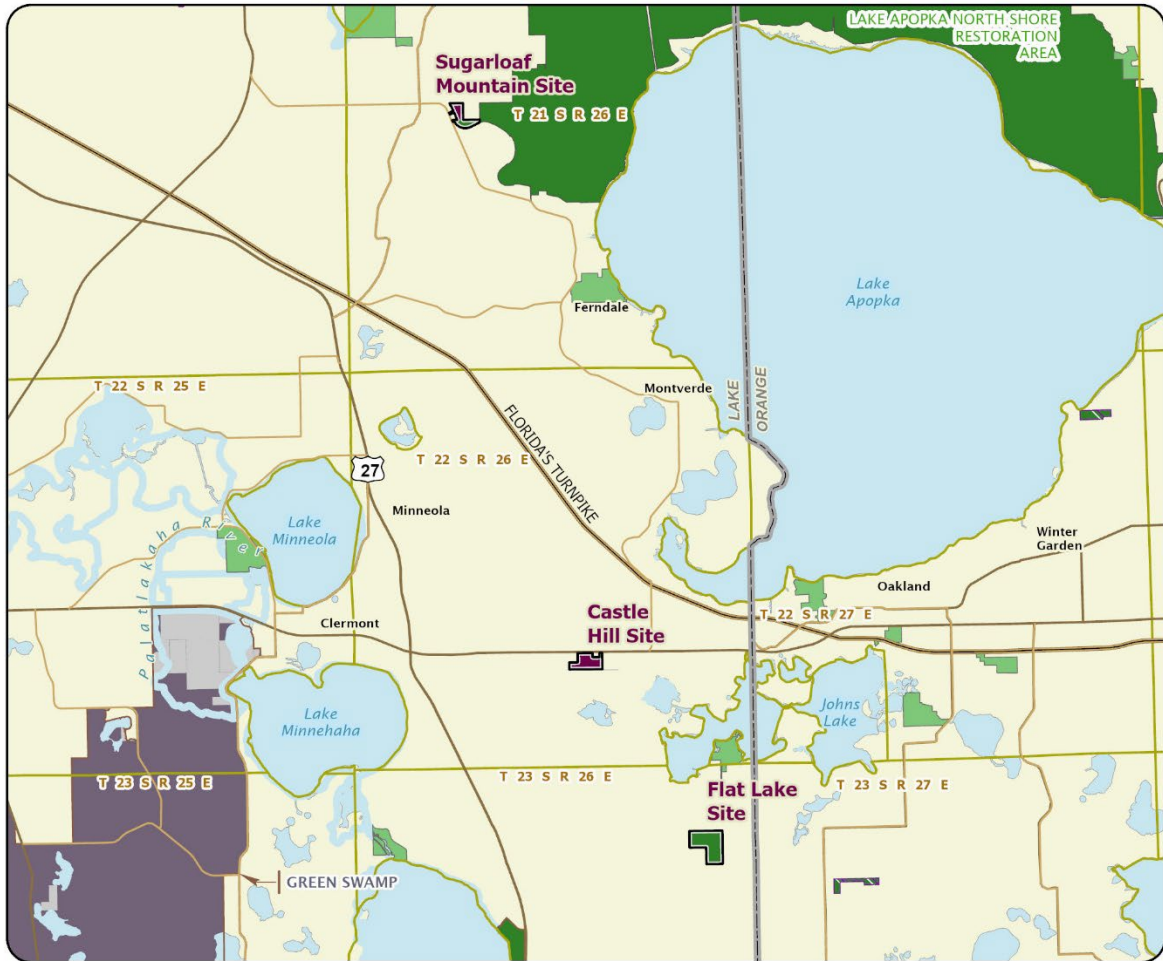 LAKE APOPKA NORTH SHORE
RESTORATION
AREA
Sugarloaf
Mountain Site
T 21 S R 26 E
Lake
Apopka
Ferndale
T 22 S R 25 E
Montverde
LAKE
ORANGE
FLORIDA'S TURNPIKE
T 22 S R 26 E
27
Minneola
Lake
Minneola
Palatlakaha River
Winter
Garden
Oakland
Castle
Hill Site
T 22 S R 27 E
Clermont
Lake
Minnehaha
Johns
Lake
T 23 S R 25 E
T 23 S R 26 E
T 23 S R 27 E
Flat Lake
Site
GREEN SWAMP